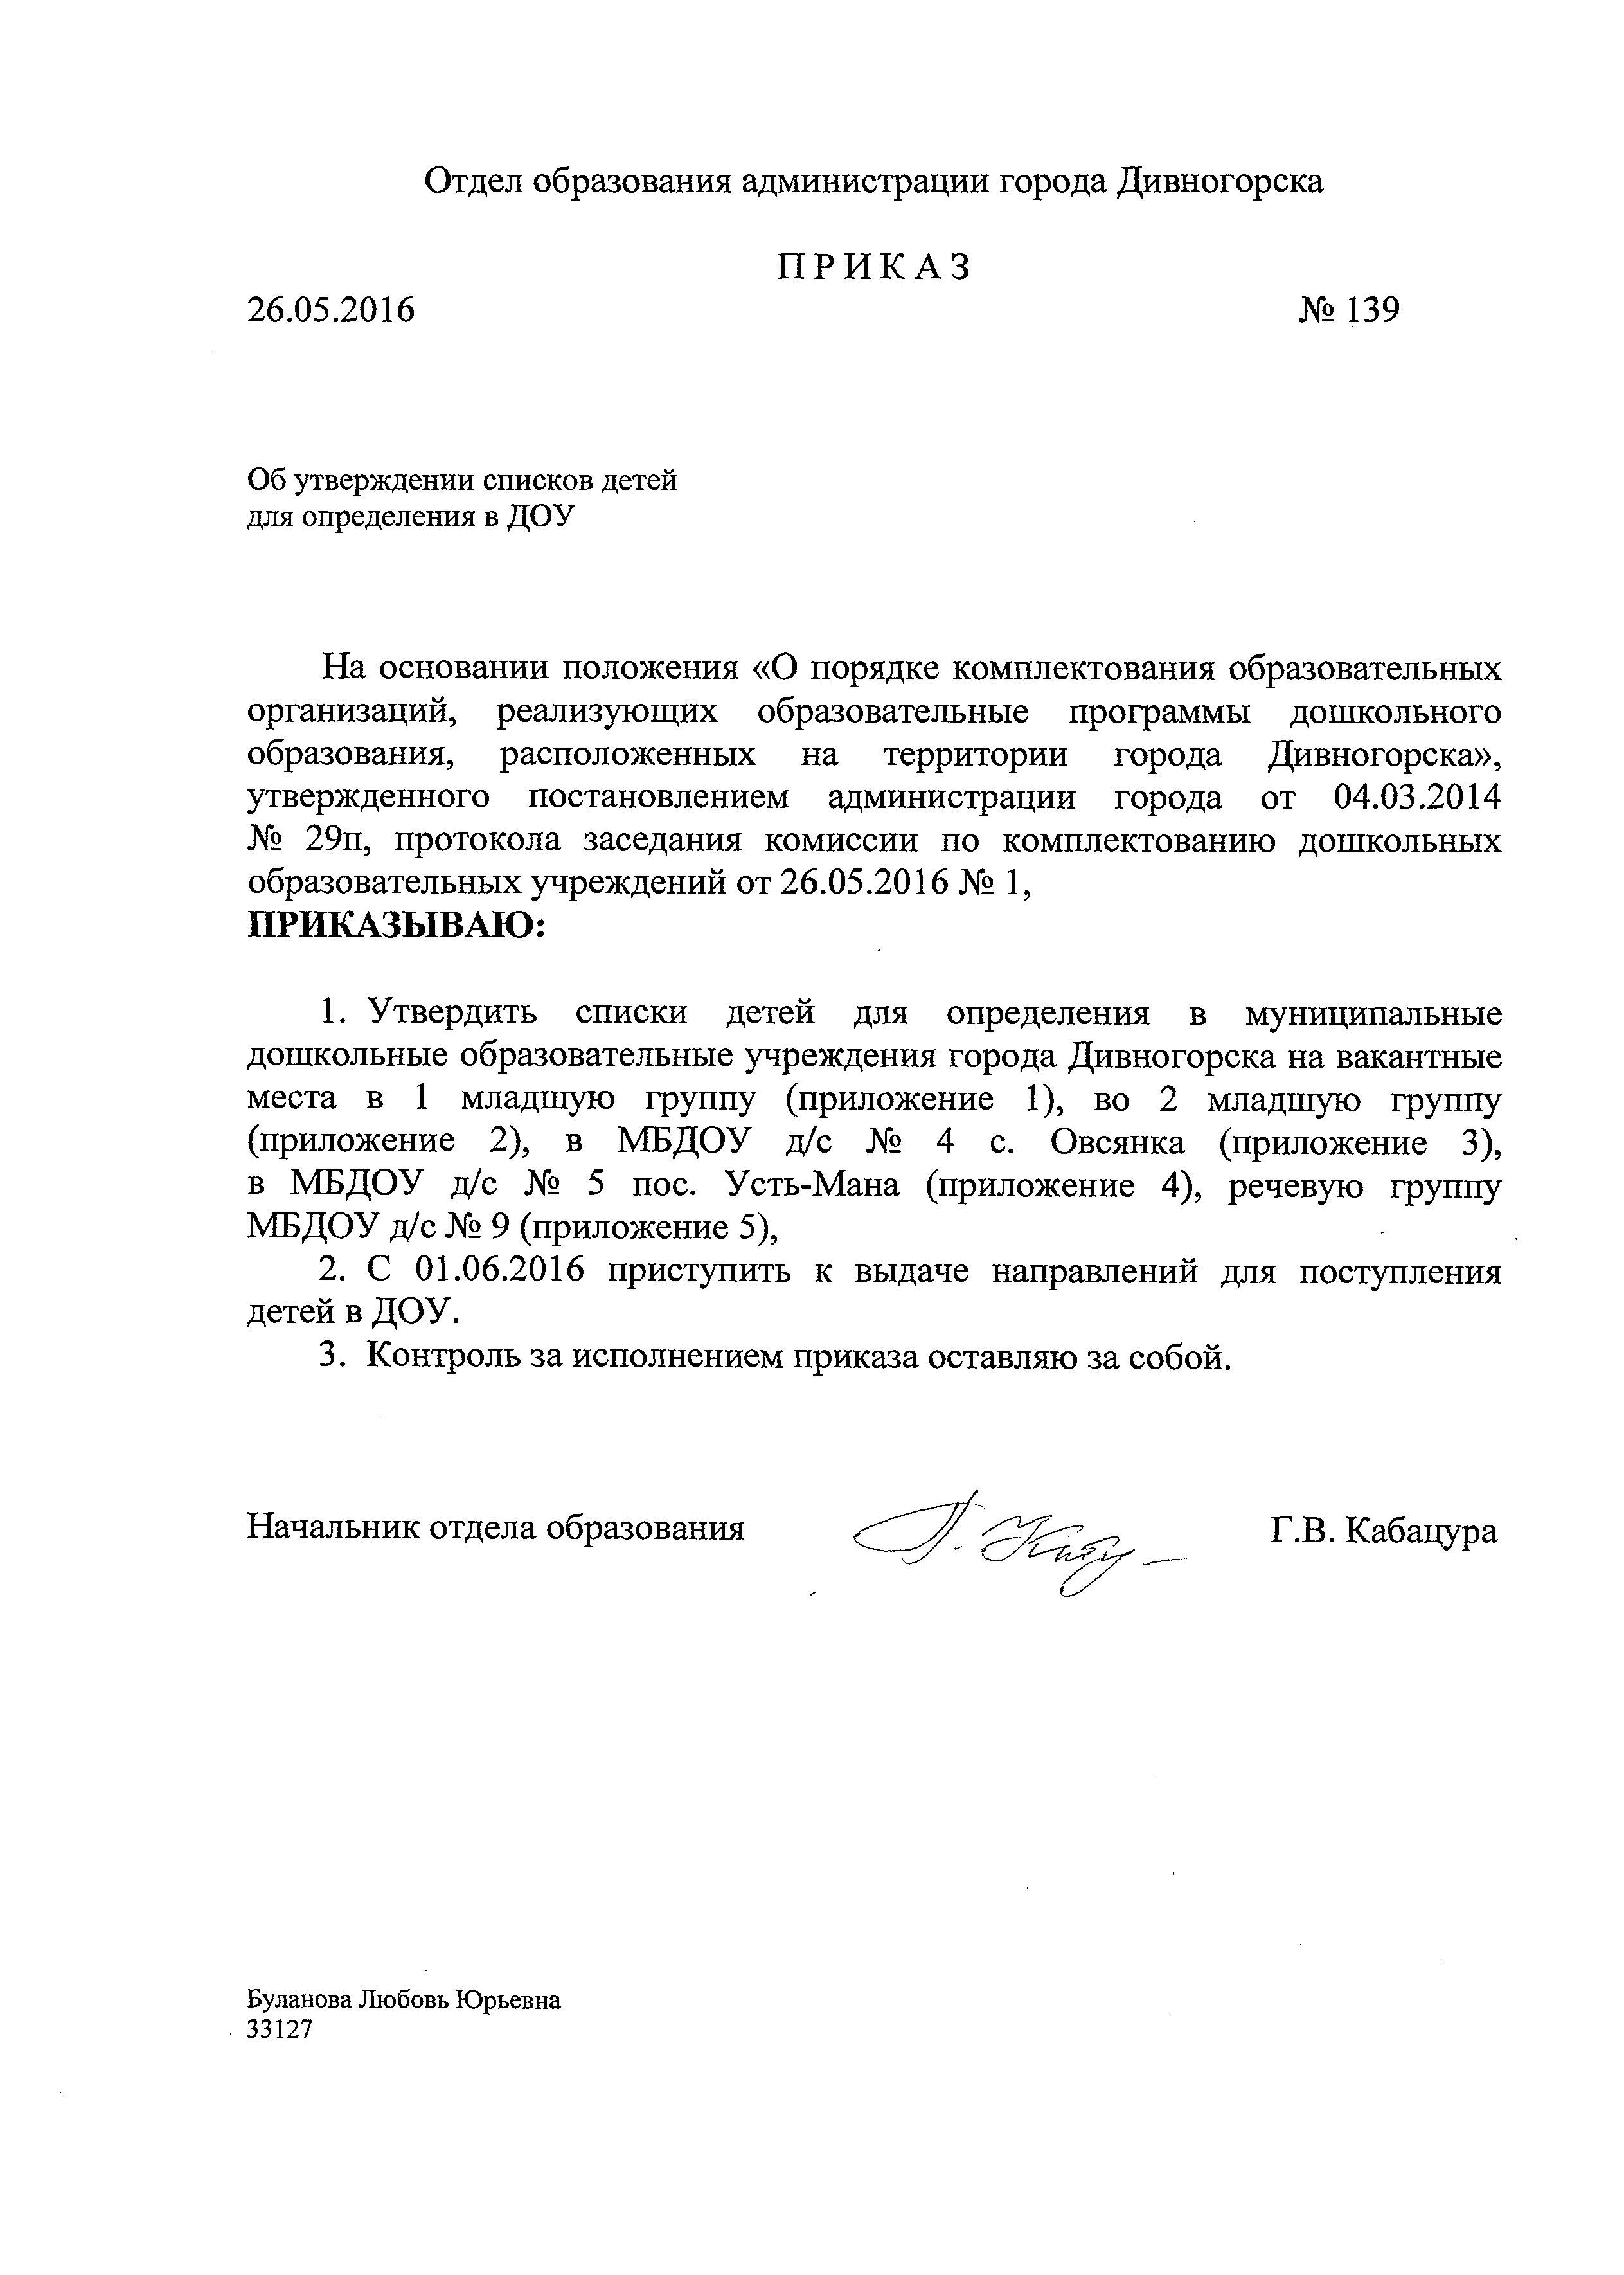 Отдел образования администрации города Дивногорска
ПРИКАЗ
26.05.2016 № 139
Об утверждении списков детей
для определения в ДОУ
На основании положения «О порядке комплектования образовательных
организаций, реализующих образовательные программы дошкольного
образования, расположенных на территории города Дивногорска»,
утвержденного постановлением администрации города от 04.03.2014
№ 29п, протокола заседания комиссии по комплектованию дошкольных
образовательных учреждений от 26.05.2016 № 1,
ПРИКАЗЫВАЮ:
1. Утвердить списки детей для определения в муниципальные
дошкольные образовательные учреждения города Дивногорска на вакантные
места в 1 младшую группу (приложение 1), во 2 младшую группу
(приложение 2), в МБДОУ д/с № 4 с. Овсянка (приложение 3),
в МБДОУ д/с № 5 пос. Усть-Мана (приложение 4), речевую группу
МБДОУ д/с № 9 (приложение 5),
2. С 01.06.2016 приступить к выдаче направлений для поступления
детей в ДОУ.
3. Контроль за исполнением приказа оставляю за собой.
Начальник отдела образования Г.В. Кабацура
Буланова Любовь Юрьевна
33127